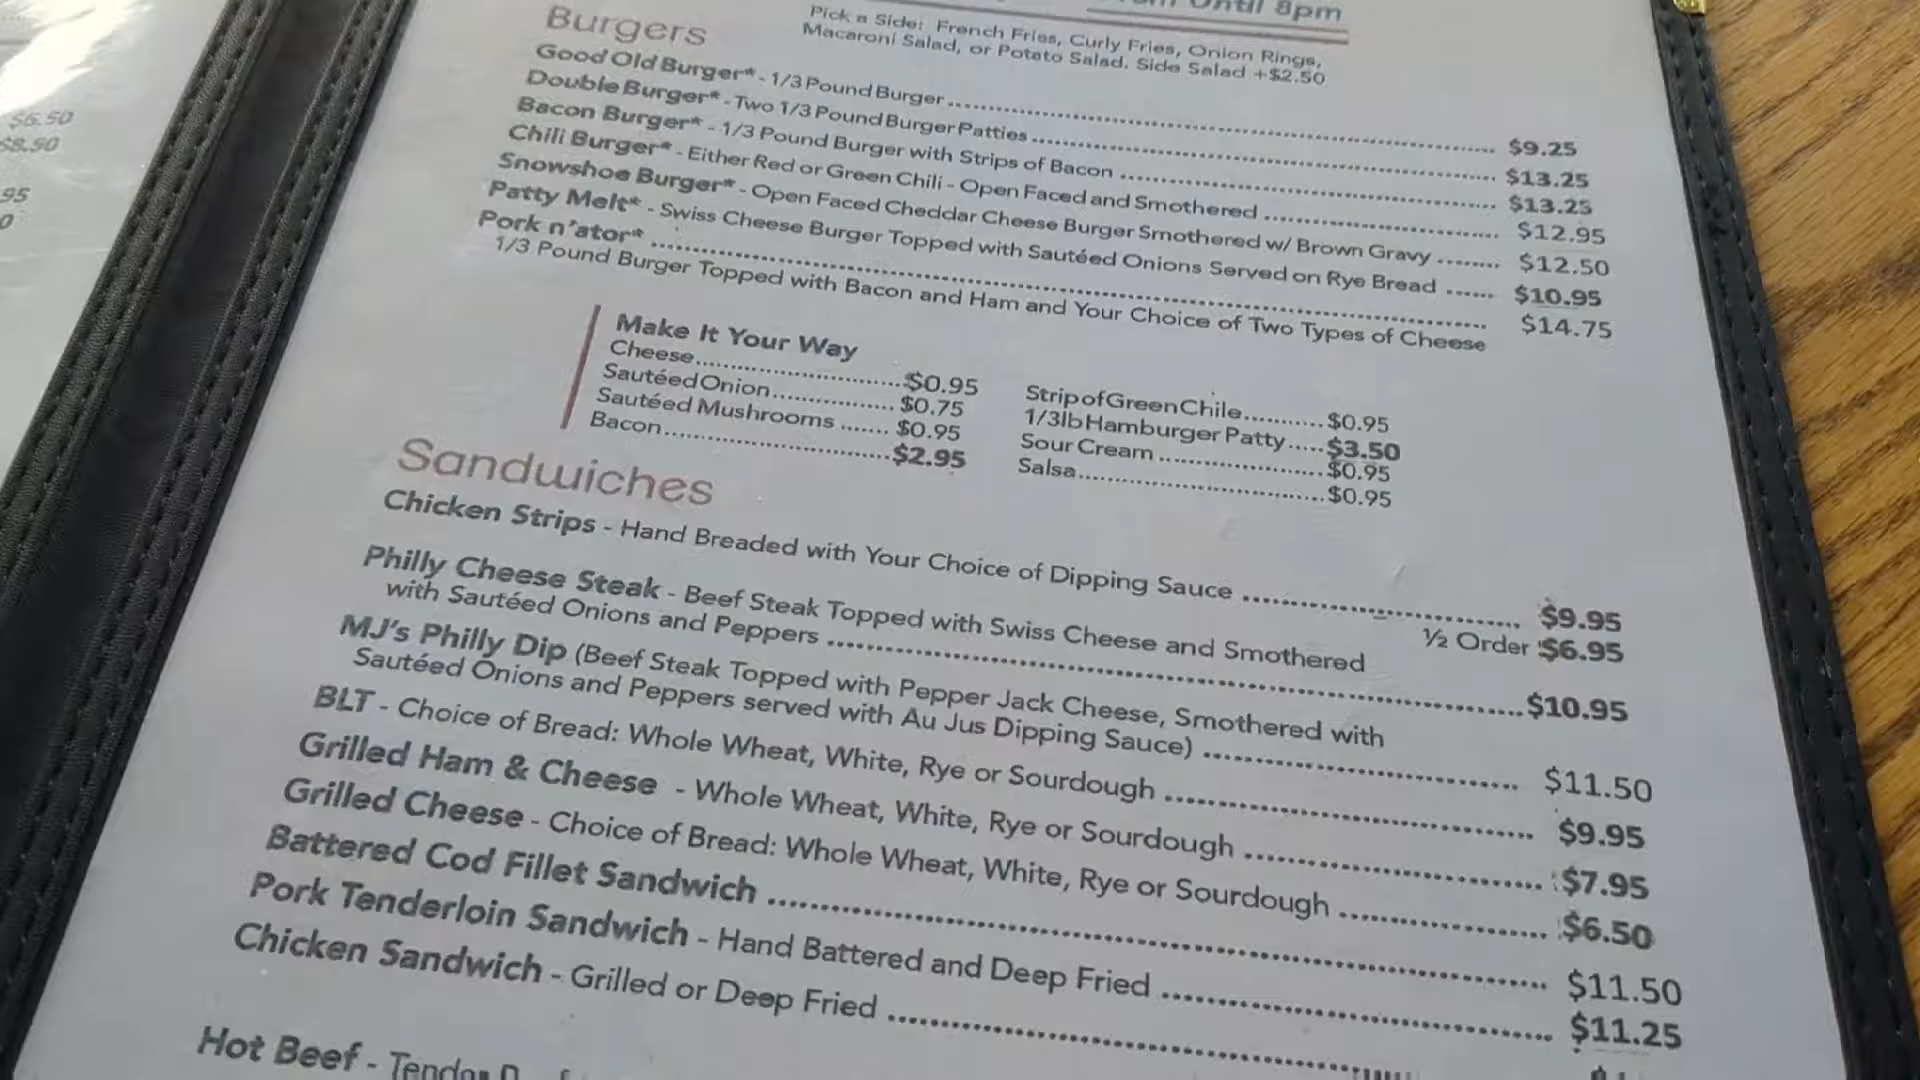 $6.50
$8.50
95
0
Until 8pm
Burgers
Pick a Side: French Fries, Curly Fries, Onion Rings,
Macaroni Salad, or Potato Salad. Side Salad +$2.50
Good Old Burger* - 1/3 Pound Burger .......... $9.25
Double Burger* - Two 1/3 Pound Burger Patties .......... $13.25
Bacon Burger* - 1/3 Pound Burger with Strips of Bacon .......... $13.25
Chili Burger* - Either Red or Green Chili - Open Faced and Smothered .......... $12.95
Snowshoe Burger* - Open Faced Cheddar Cheese Burger Smothered w/ Brown Gravy ........ $12.50
Patty Melt* - Swiss Cheese Burger Topped with Sautéed Onions Served on Rye Bread ...... $10.95
Pork n'ator* .......... $14.75
1/3 Pound Burger Topped with Bacon and Ham and Your Choice of Two Types of Cheese
Make It Your Way
Cheese .......... $0.95
Sautéed Onion .......... $0.75
Sautéed Mushrooms ....... $0.95
Bacon .......... $2.95
Strip of Green Chile .......... $0.95
1/3lb Hamburger Patty ..... $3.50
Sour Cream .......... $0.95
Salsa .......... $0.95
Sandwiches
Chicken Strips - Hand Breaded with Your Choice of Dipping Sauce .......... $9.95
½ Order $6.95
Philly Cheese Steak - Beef Steak Topped with Swiss Cheese and Smothered
with Sautéed Onions and Peppers .......... $10.95
MJ's Philly Dip (Beef Steak Topped with Pepper Jack Cheese, Smothered with
Sautéed Onions and Peppers served with Au Jus Dipping Sauce) .......... $11.50
BLT - Choice of Bread: Whole Wheat, White, Rye or Sourdough .......... $9.95
Grilled Ham & Cheese - Whole Wheat, White, Rye or Sourdough .......... $7.95
Grilled Cheese - Choice of Bread: Whole Wheat, White, Rye or Sourdough .......... $6.50
Battered Cod Fillet Sandwich .......... $11.50
Pork Tenderloin Sandwich - Hand Battered and Deep Fried .......... $11.25
Chicken Sandwich - Grilled or Deep Fried ..........
Hot Beef -